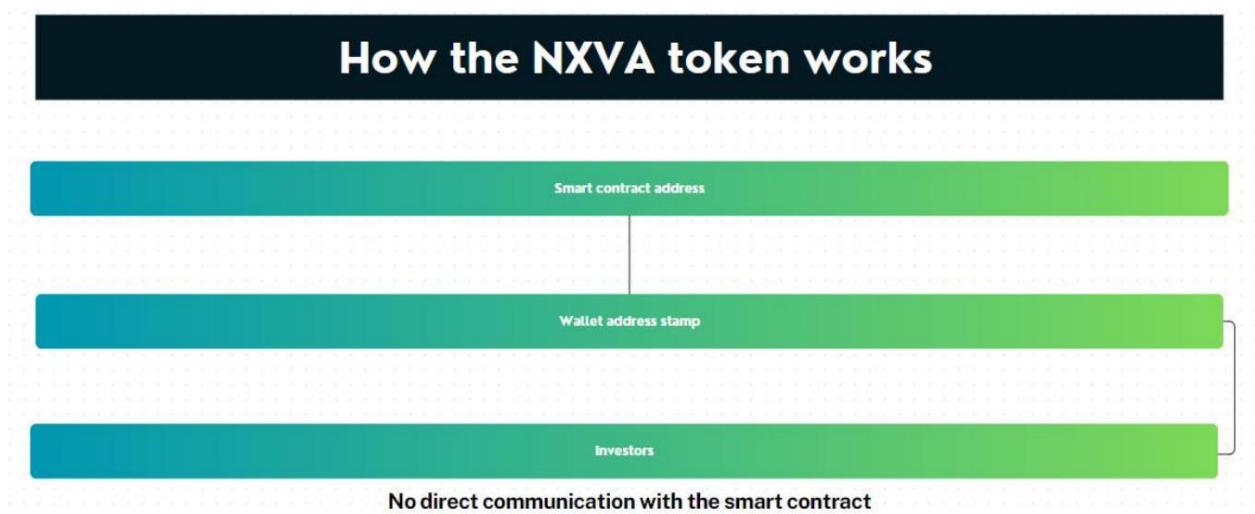 How the NXVA token works
Smart contract address
Wallet address stamp
Investors
No direct communication with the smart contract